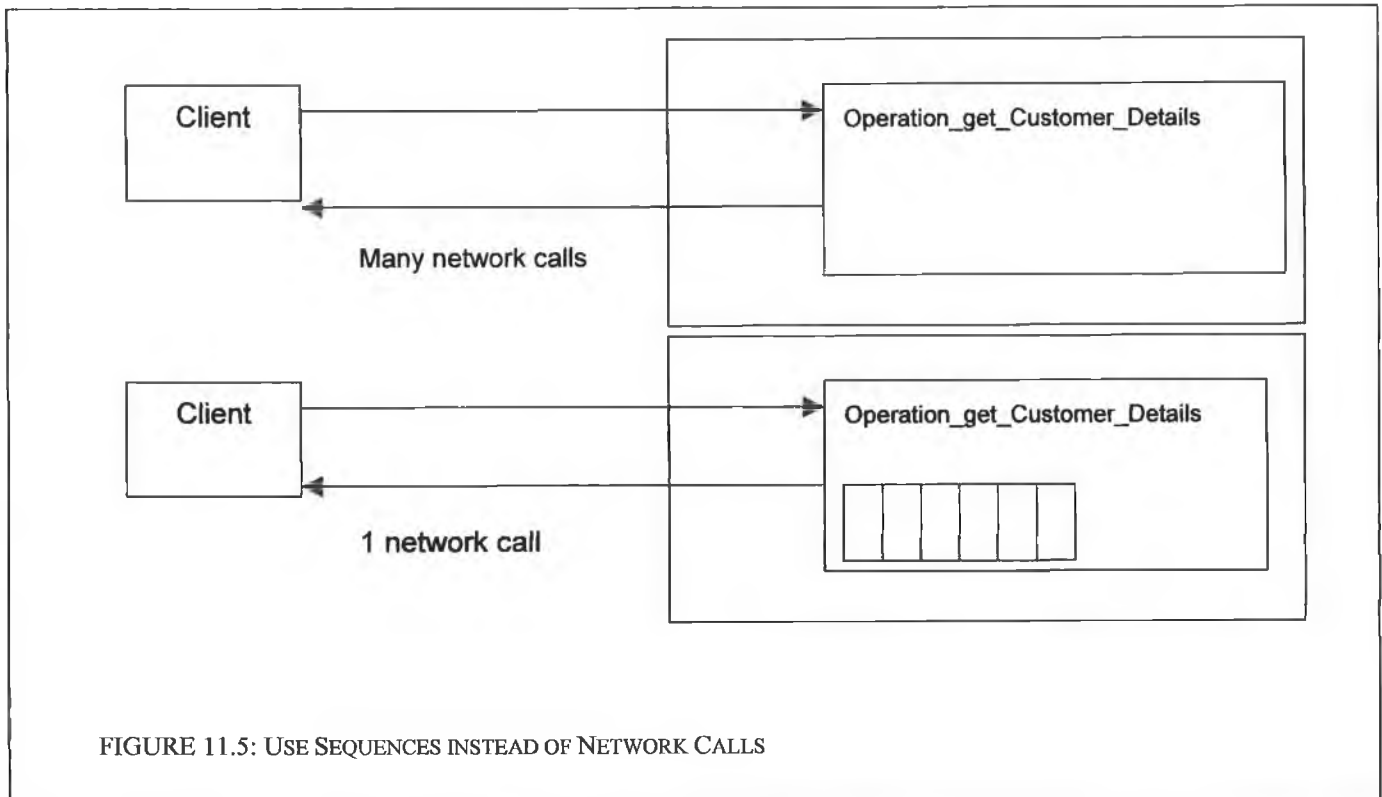 Client
Operation_get_Customer_Details
Many network calls
Client
Operation_get_Customer_Details
1 network call
FIGURE 11.5: USE SEQUENCES INSTEAD OF NETWORK CALLS